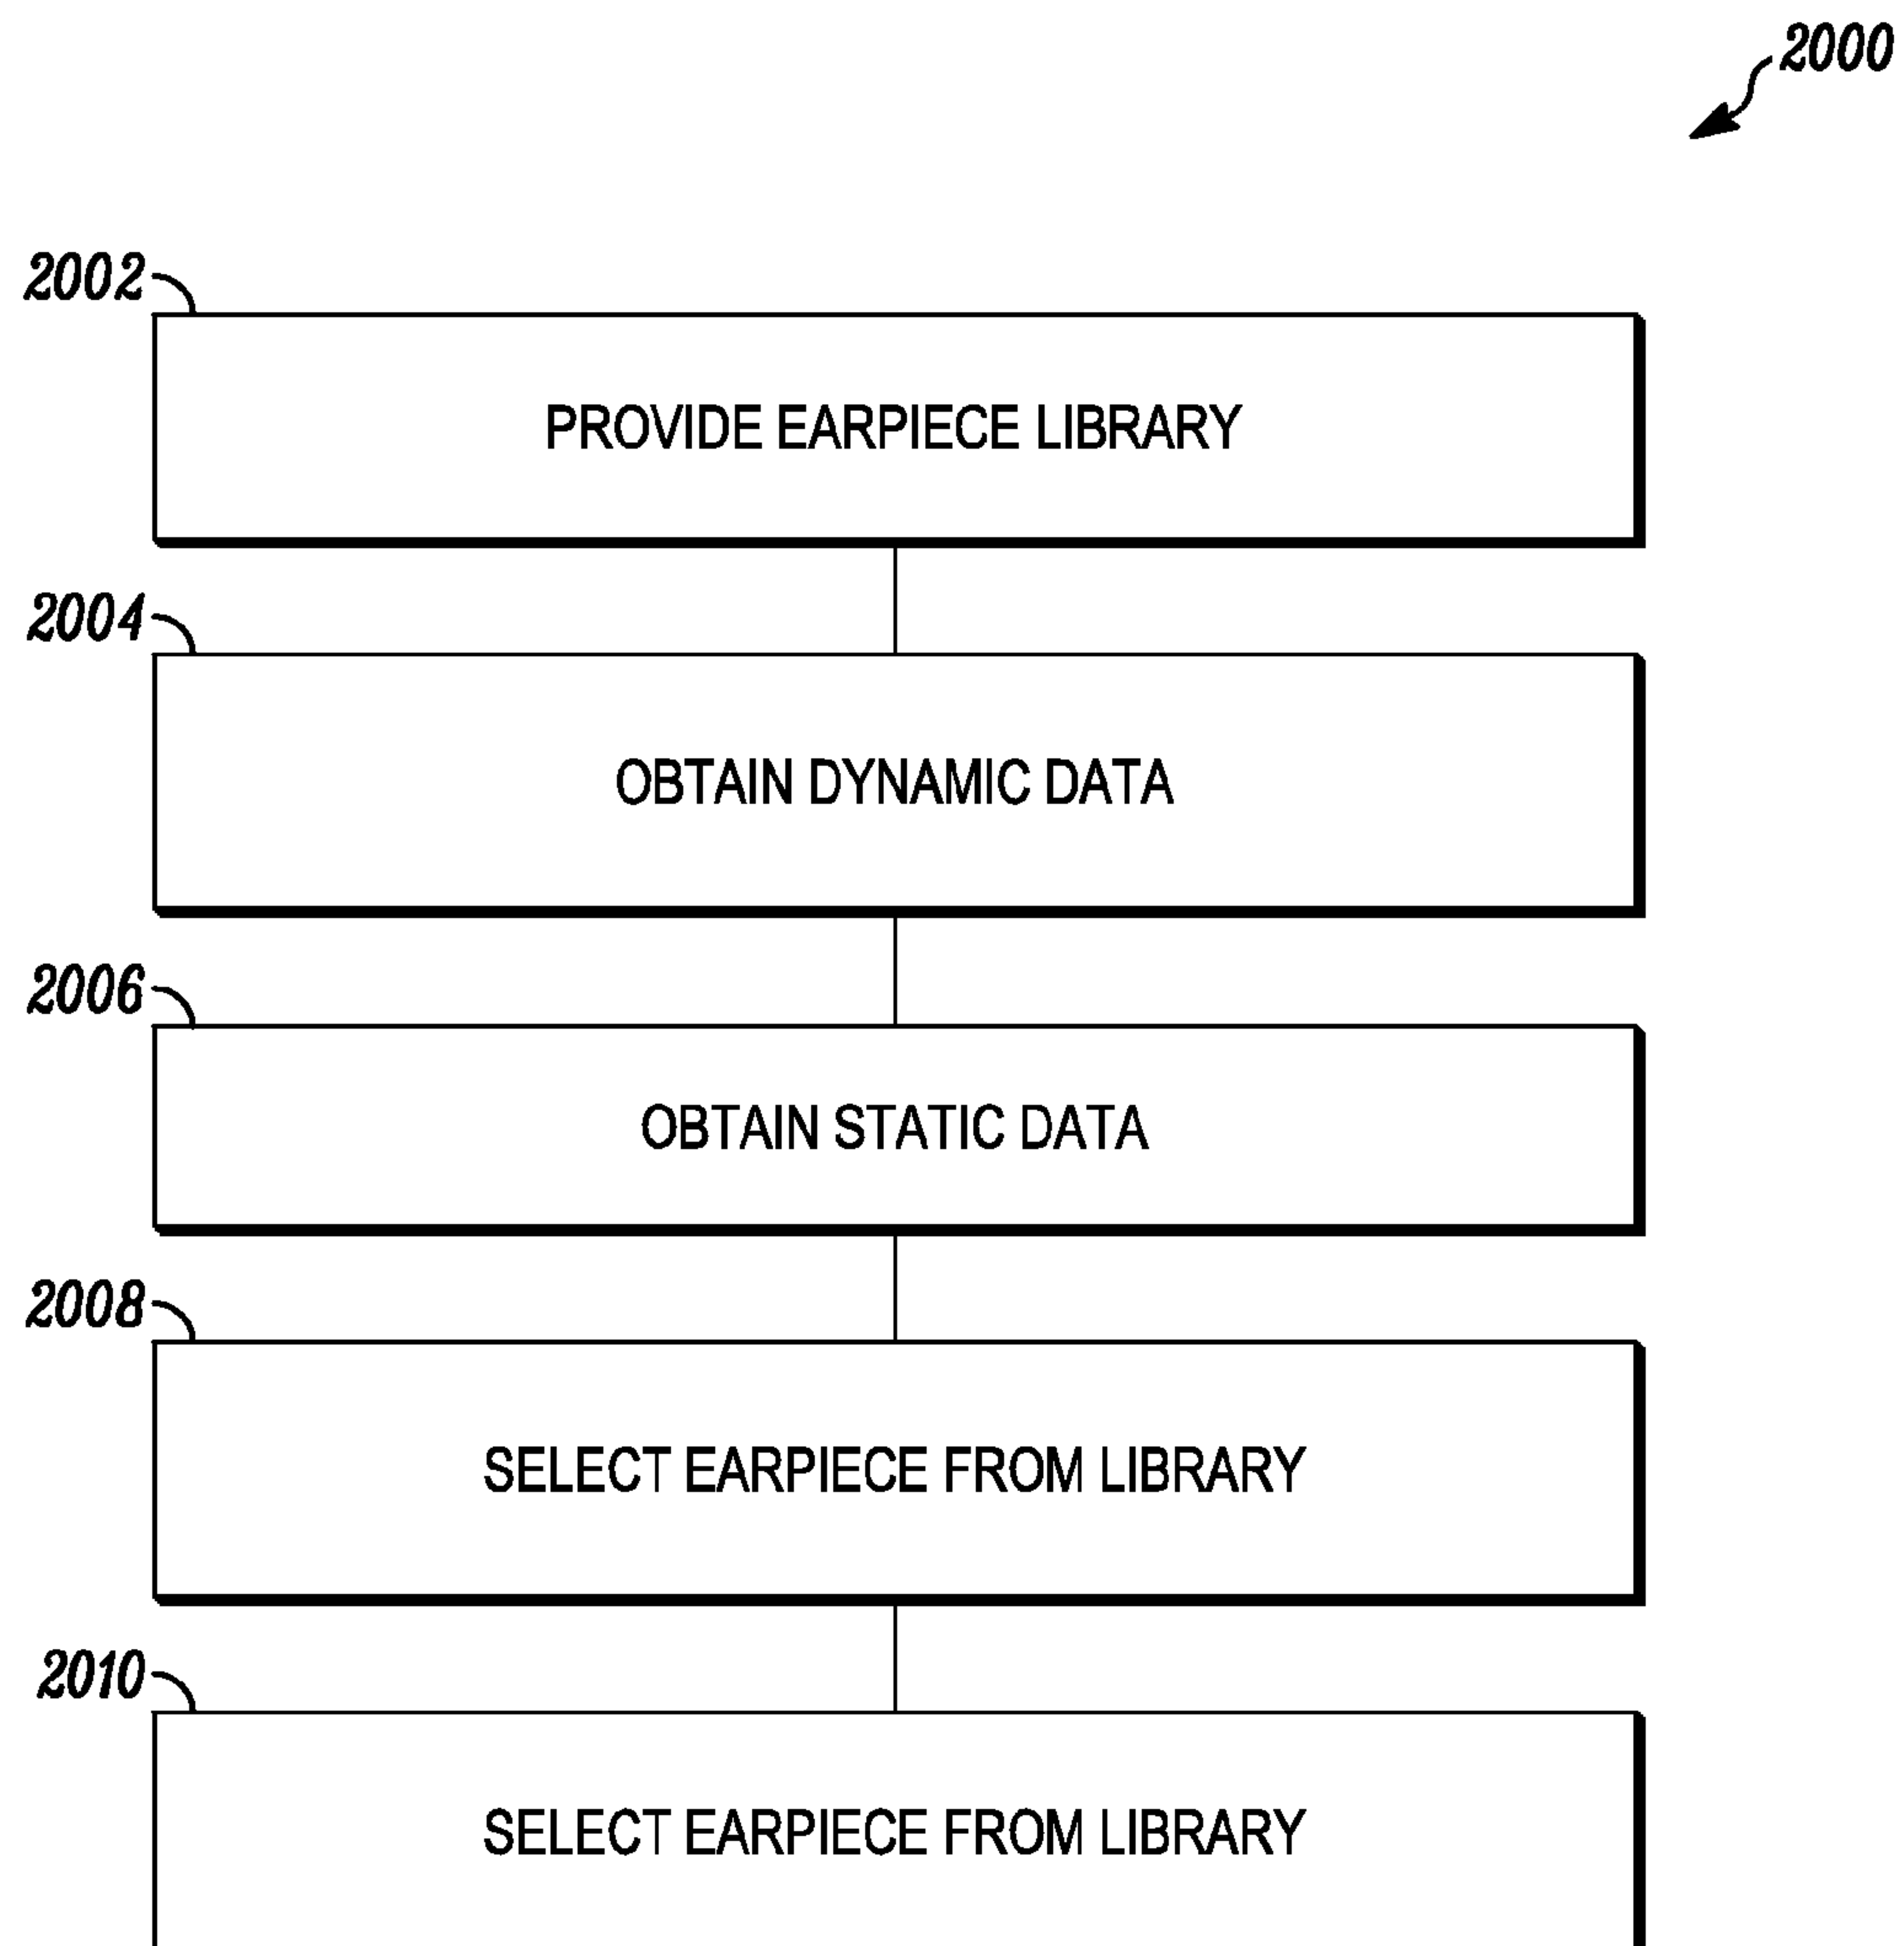 2000
2002
PROVIDE EARPIECE LIBRARY
2004
OBTAIN DYNAMIC DATA
2006
OBTAIN STATIC DATA
2008
SELECT EARPIECE FROM LIBRARY
2010
SELECT EARPIECE FROM LIBRARY